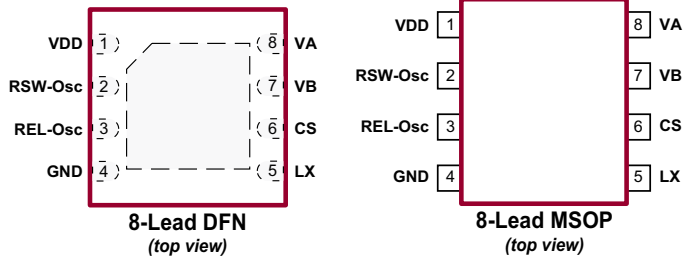 VDD 1 8 VA
RSW-Osc 2 7 VB
REL-Osc 3 6 CS
GND 4 5 LX
8-Lead DFN
(top view)
VDD 1 8 VA
RSW-Osc 2 7 VB
REL-Osc 3 6 CS
GND 4 5 LX
8-Lead MSOP
(top view)